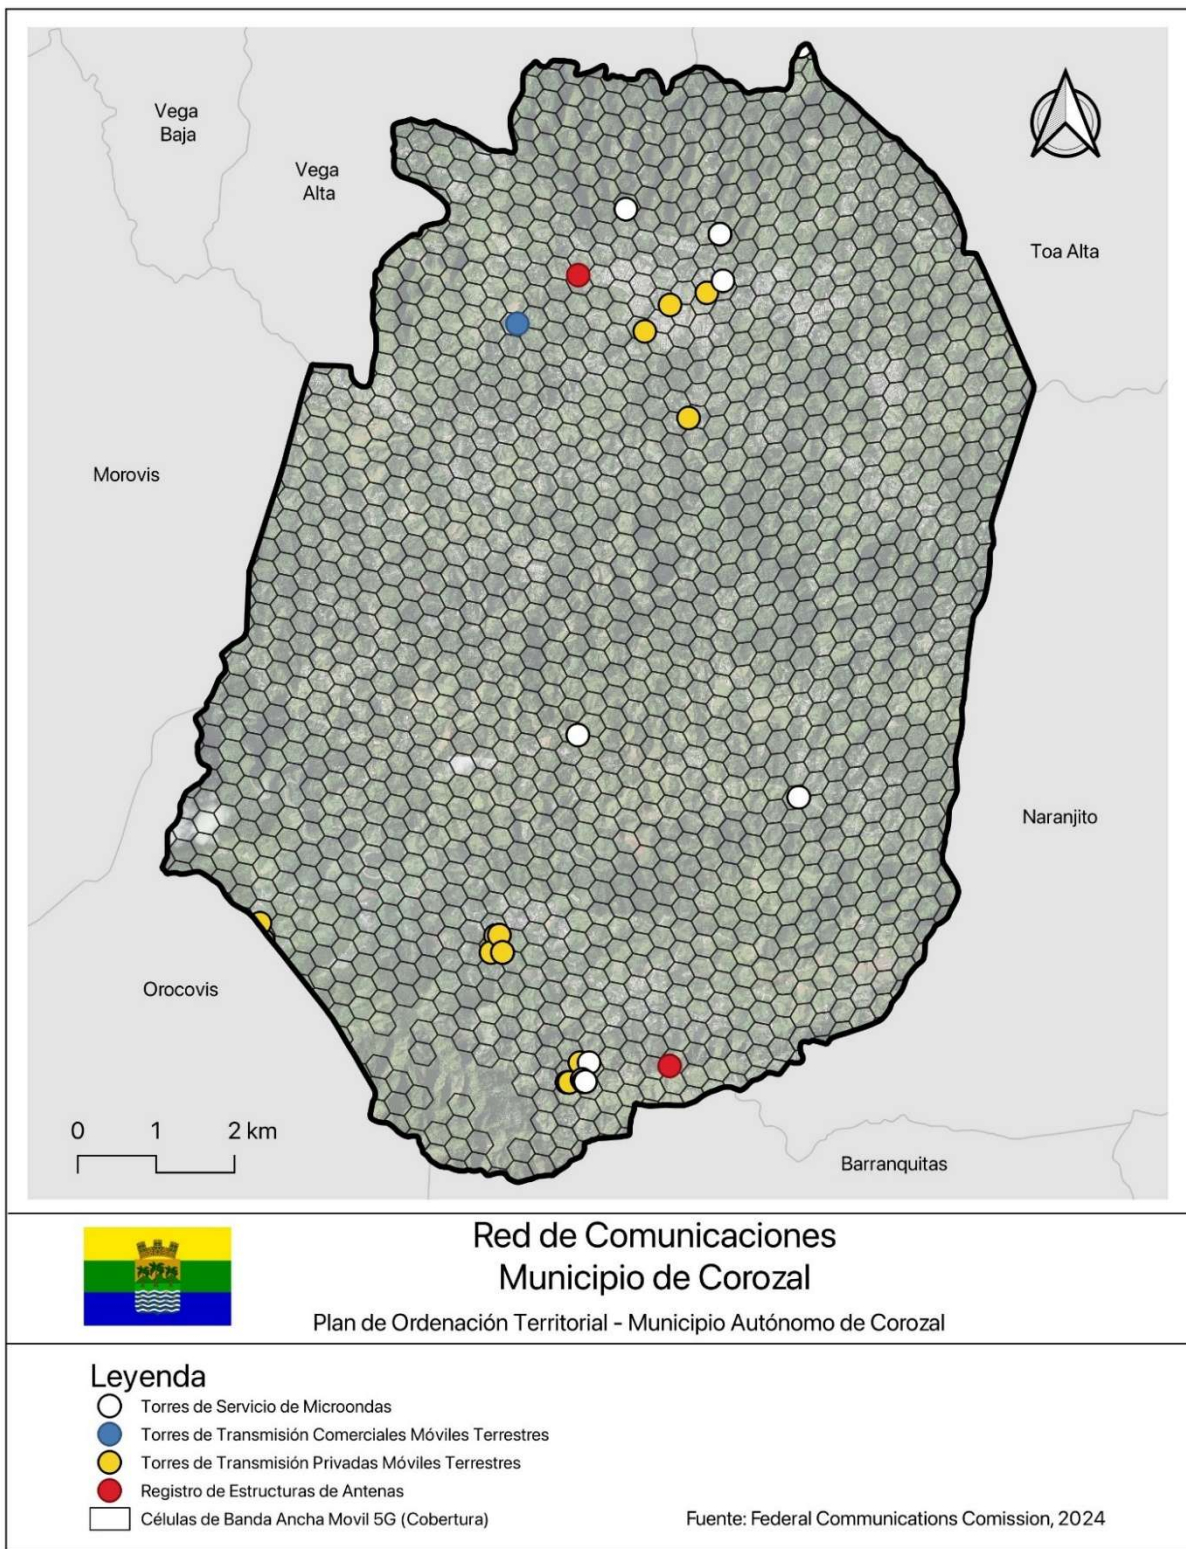 Vega
Baja
Vega
Alta
Toa Alta
Morovis
Naranjito
Orocovis
0 1 2 km
Barranquitas
Red de Comunicaciones
Municipio de Corozal
Plan de Ordenación Territorial - Municipio Autónomo de Corozal
Leyenda
Torres de Servicio de Microondas
Torres de Transmisión Comerciales Móviles Terrestres
Torres de Transmisión Privadas Móviles Terrestres
Registro de Estructuras de Antenas
Células de Banda Ancha Movil 5G (Cobertura)
Fuente: Federal Communications Comission, 2024